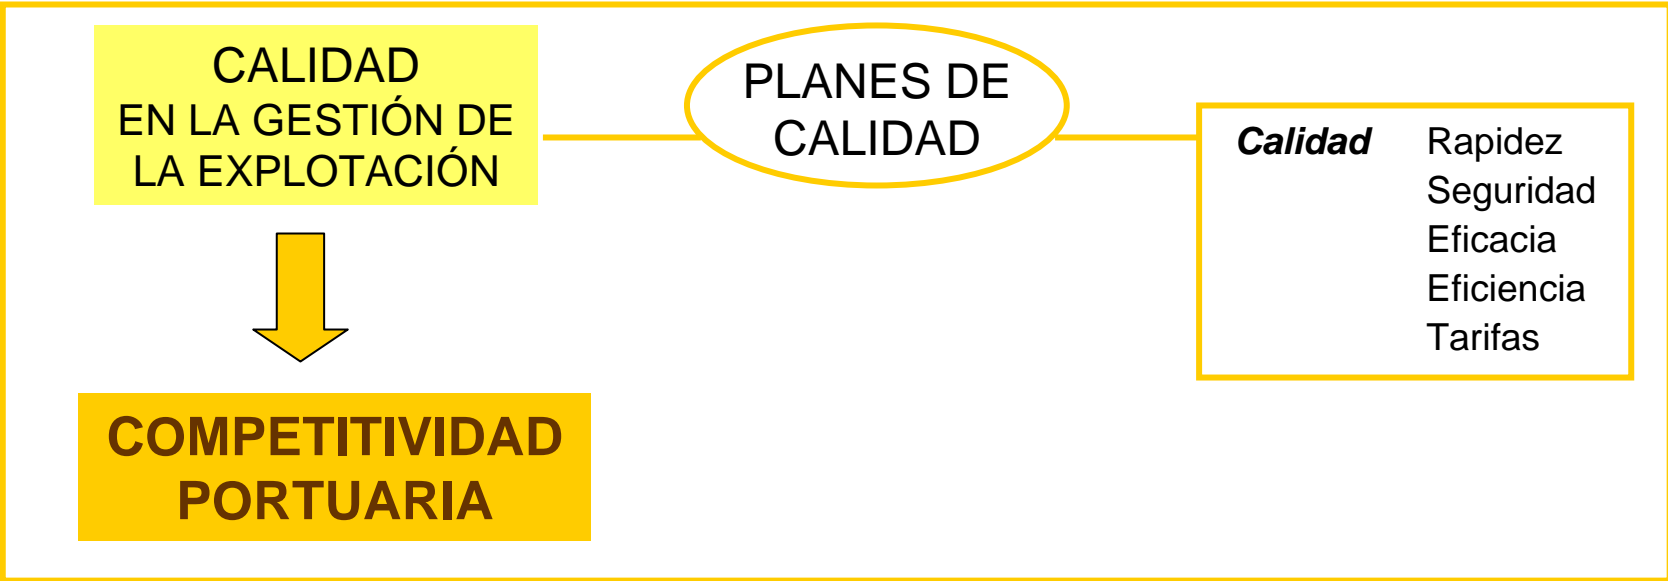 CALIDAD
EN LA GESTIÓN DE
LA EXPLOTACIÓN
PLANES DE
CALIDAD
Calidad Rapidez
Seguridad
Eficacia
Eficiencia
Tarifas
COMPETITIVIDAD
PORTUARIA